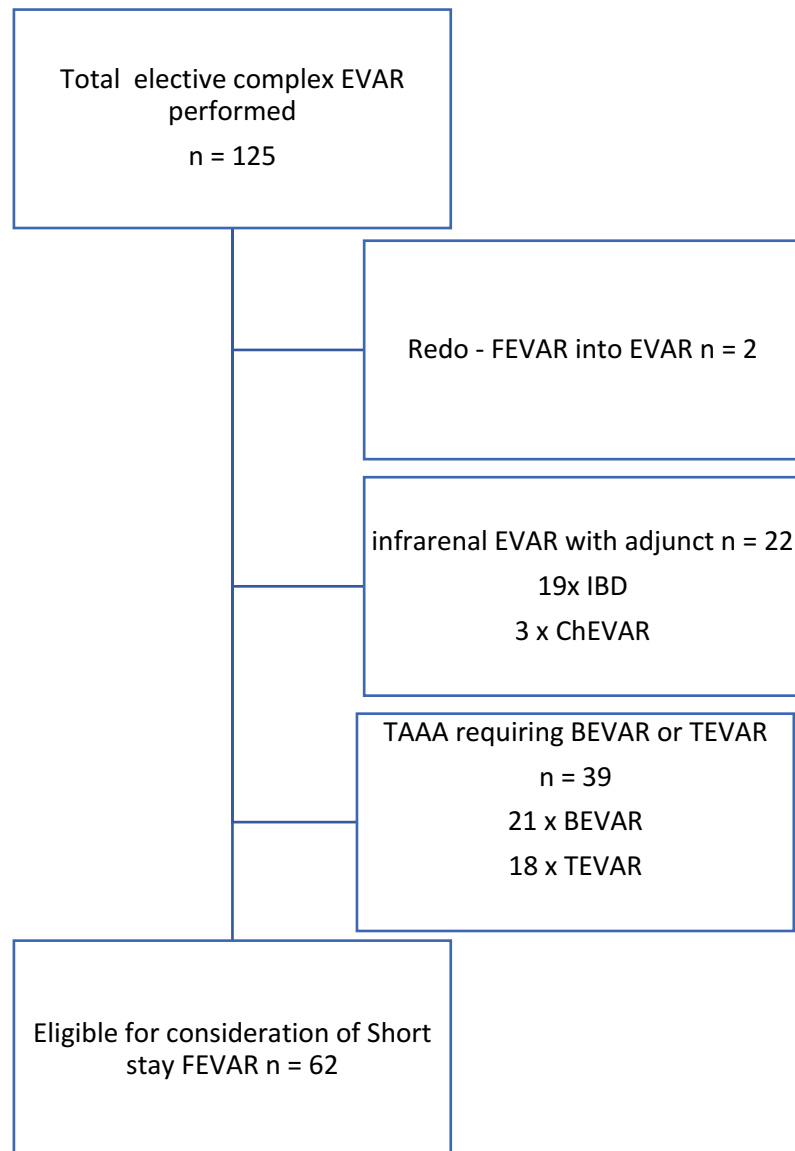 Total elective complex EVAR
performed
n = 125
Redo - FEVAR into EVAR n = 2
infrarenal EVAR with adjunct n = 22
19x IBD
3 x ChEVAR
TAAA requiring BEVAR or TEVAR
n = 39
21 x BEVAR
18 x TEVAR
Eligible for consideration of Short
stay FEVAR n = 62